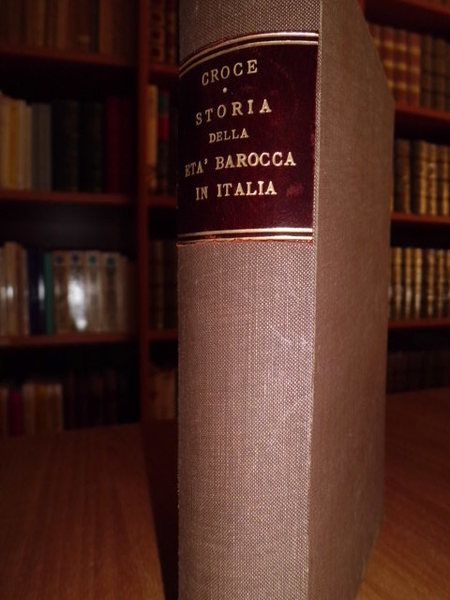 CROCE
•
STORIA
DELLA
ETA' BAROCCA
IN ITALIA